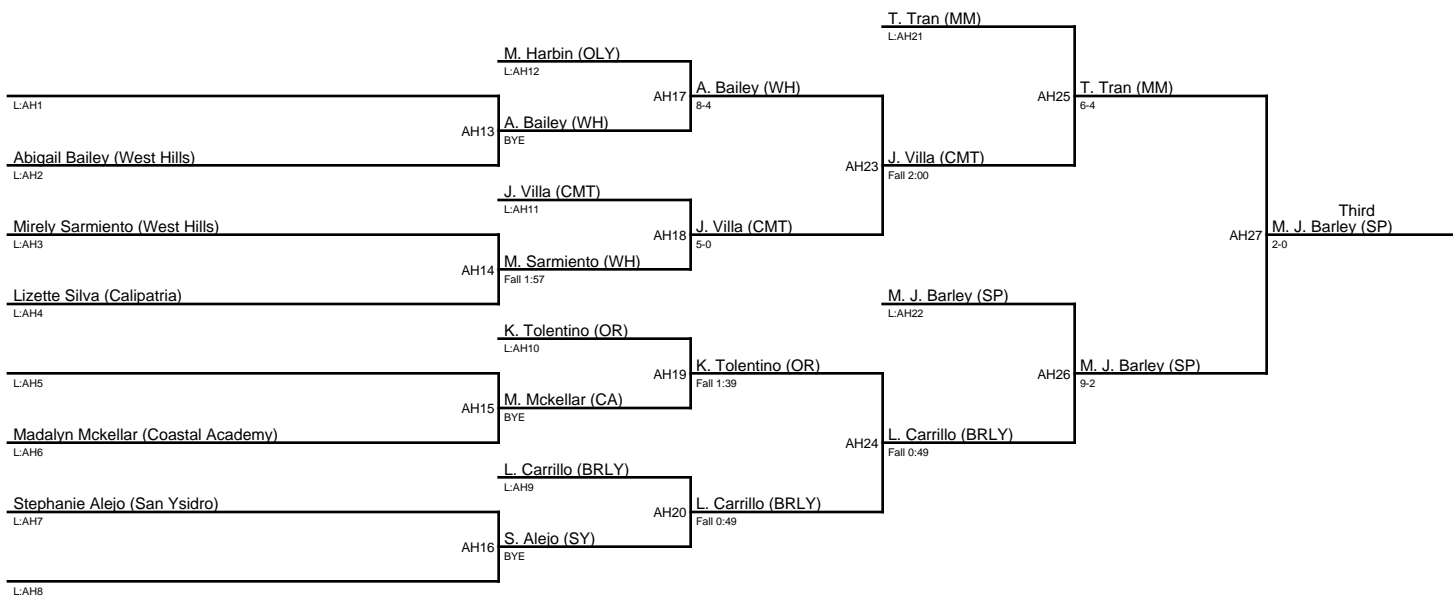 T. Tran (MM)
L:AH21
M. Harbin (OLY)
L:AH12
AH17
A. Bailey (WH)
8-4
AH25
T. Tran (MM)
6-4
L:AH1
AH13
A. Bailey (WH)
BYE
Abigail Bailey (West Hills)
L:AH2
AH23
J. Villa (CMT)
Fall 2:00
J. Villa (CMT)
L:AH11
Mirely Sarmiento (West Hills)
L:AH3
AH18
J. Villa (CMT)
5-0
AH27
Third
M. J. Barley (SP)
2-0
AH14
M. Sarmiento (WH)
Fall 1:57
Lizette Silva (Calipatria)
L:AH4
M. J. Barley (SP)
L:AH22
K. Tolentino (OR)
L:AH10
L:AH5
AH19
K. Tolentino (OR)
Fall 1:39
AH26
M. J. Barley (SP)
9-2
AH15
M. Mckellar (CA)
BYE
Madalyn Mckellar (Coastal Academy)
L:AH6
AH24
L. Carrillo (BRLY)
Fall 0:49
L. Carrillo (BRLY)
L:AH9
Stephanie Alejo (San Ysidro)
L:AH7
AH20
L. Carrillo (BRLY)
Fall 0:49
AH16
S. Alejo (SY)
BYE
L:AH8